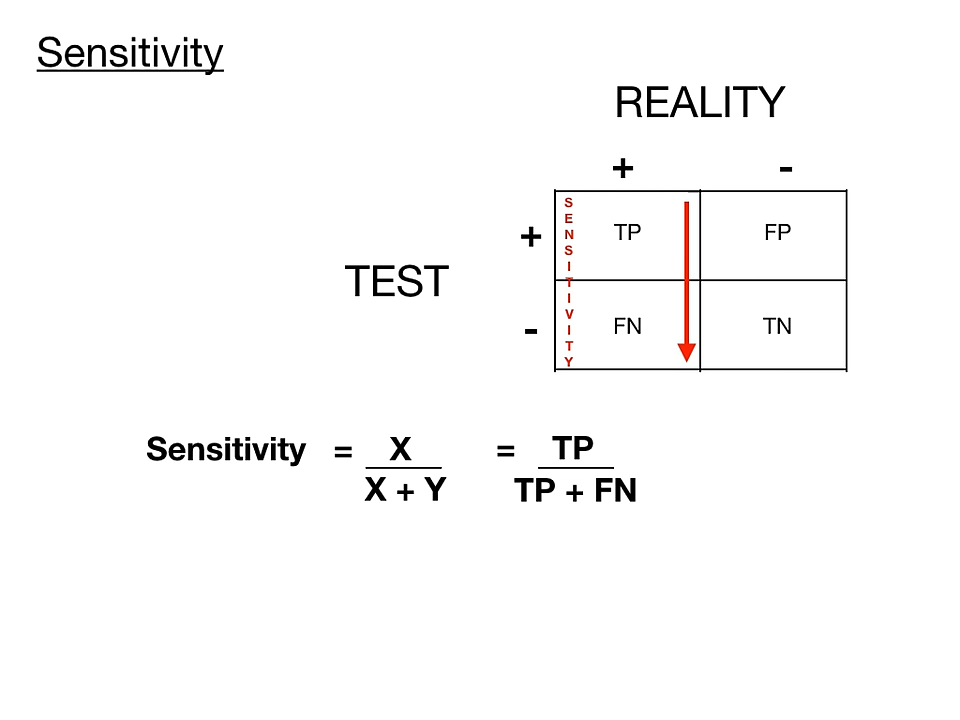 Sensitivity
REALITY
+ -
SENSITIVITY
+ TP FP
TEST
- FN TN
Sensitivity = X = TP
X + Y TP + FN